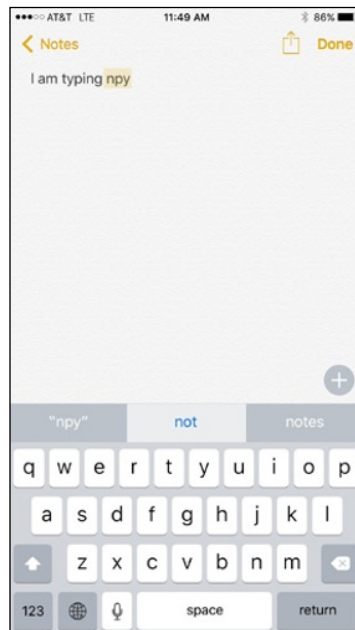 AT&T LTE 11:49 AM 86%
Notes Done
I am typing npy
"npy" not notes
q w e r t y u i o p
a s d f g h j k l
z x c v b n m
123 space return